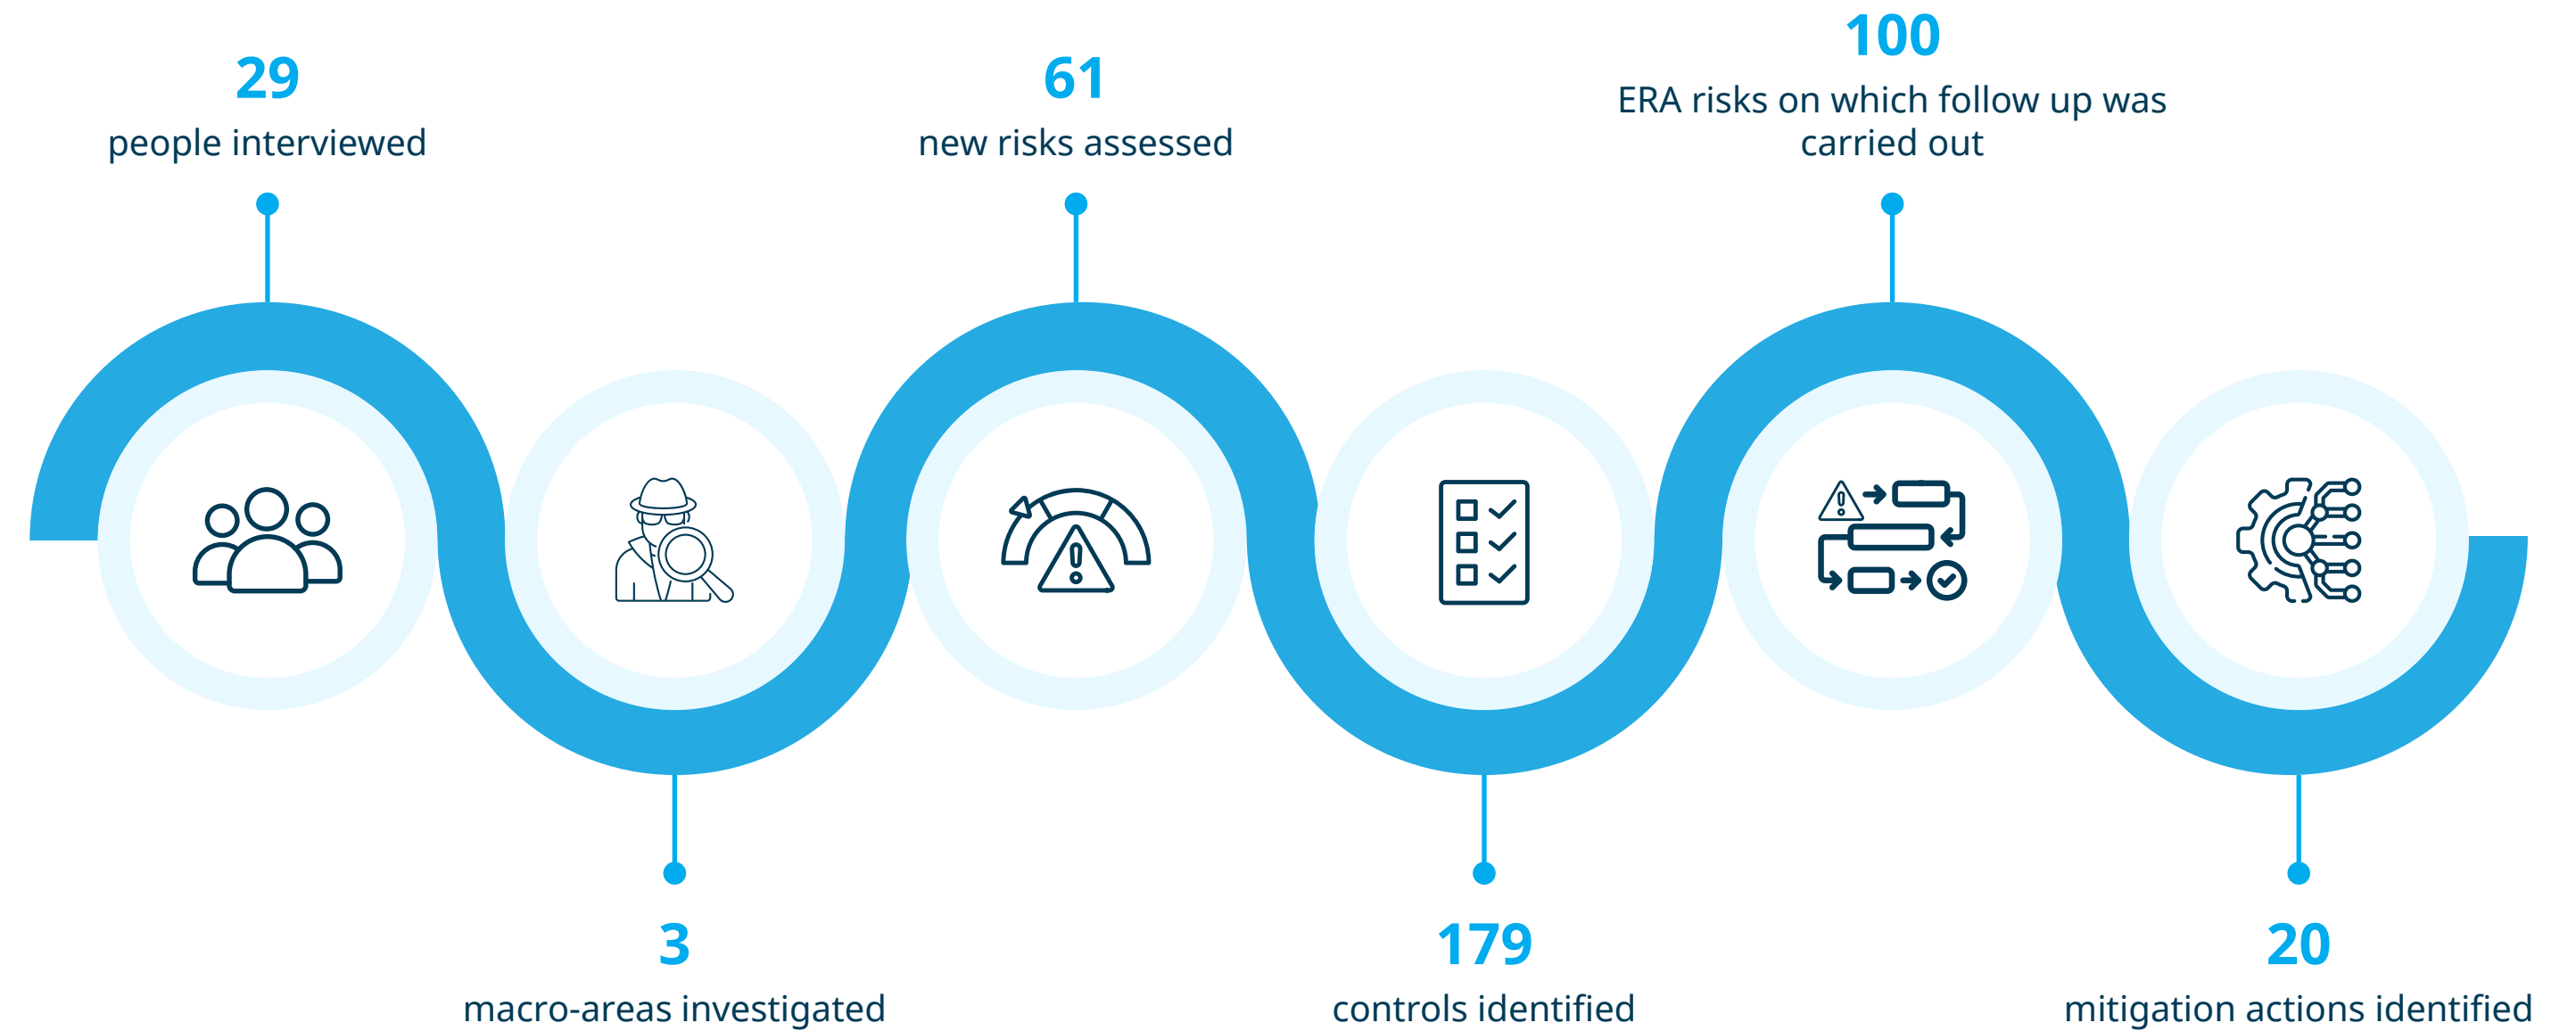 29
people interviewed
3
macro-areas investigated
61
new risks assessed
179
controls identified
100
ERA risks on which follow up was
carried out
20
mitigation actions identified